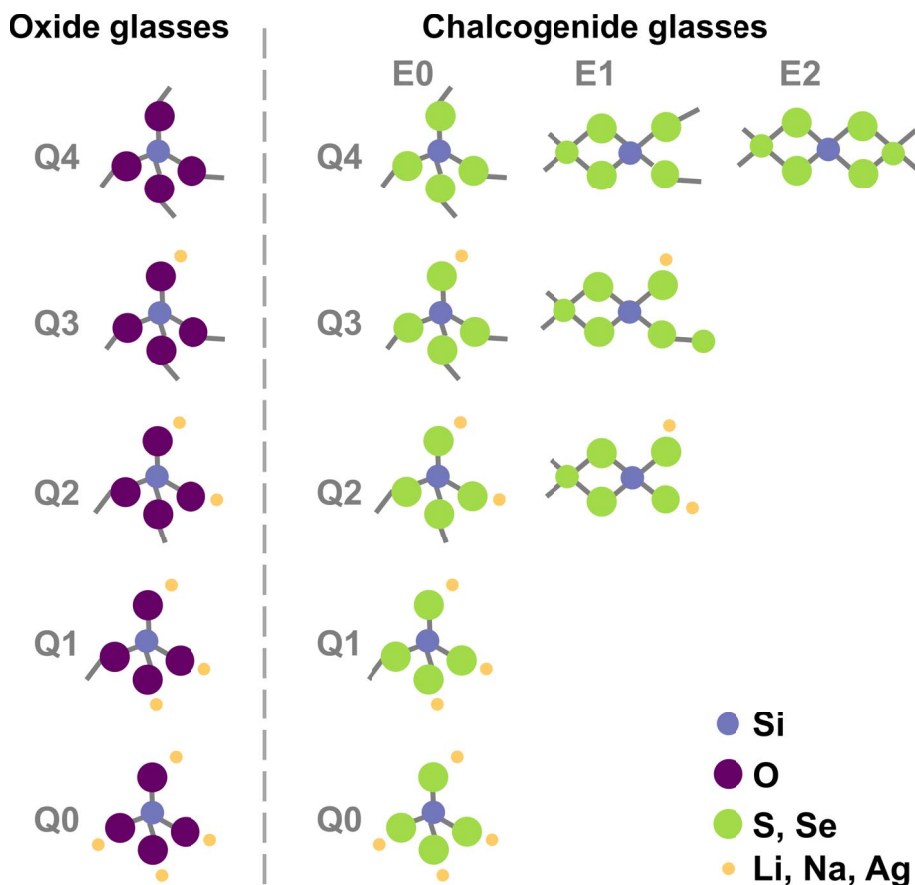 Oxide glasses
Chalcogenide glasses
E0 E1 E2
Q4 Q4
Q3 Q3
Q2 Q2
Q1 Q1
Q0 Q0
Si
O
S, Se
Li, Na, Ag